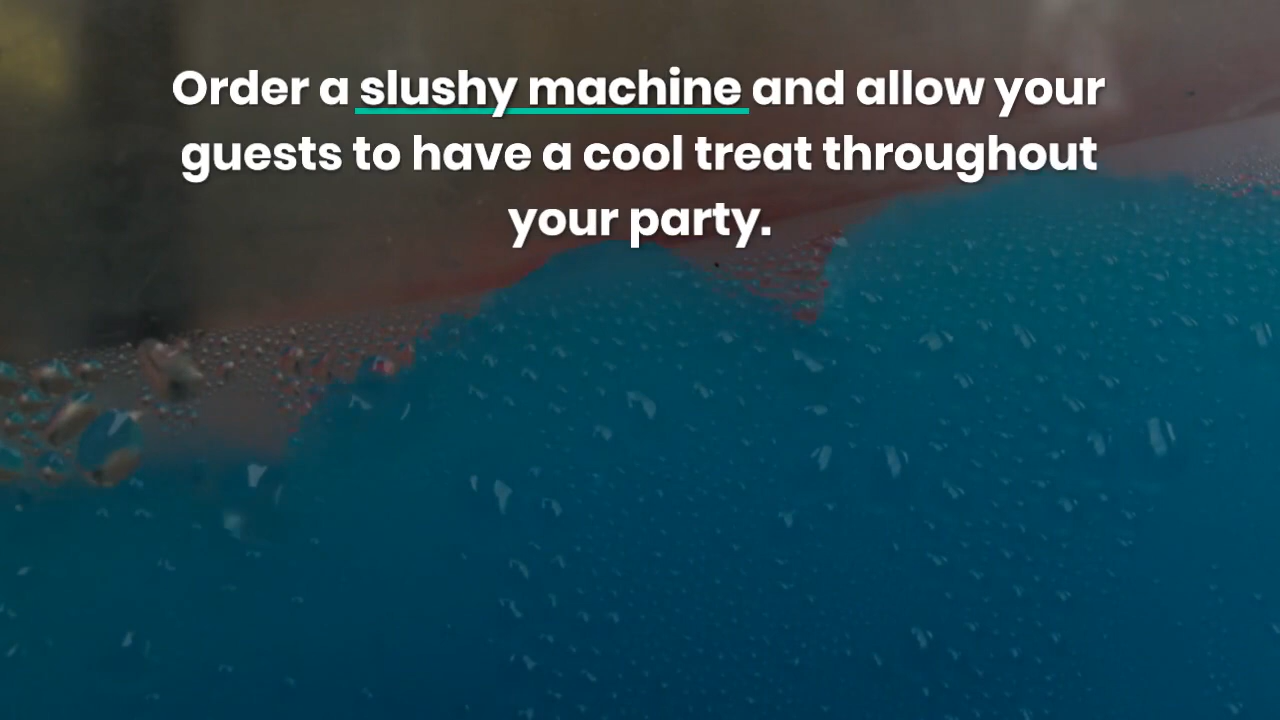 Order a slushy machine and allow your
guests to have a cool treat throughout
your party.